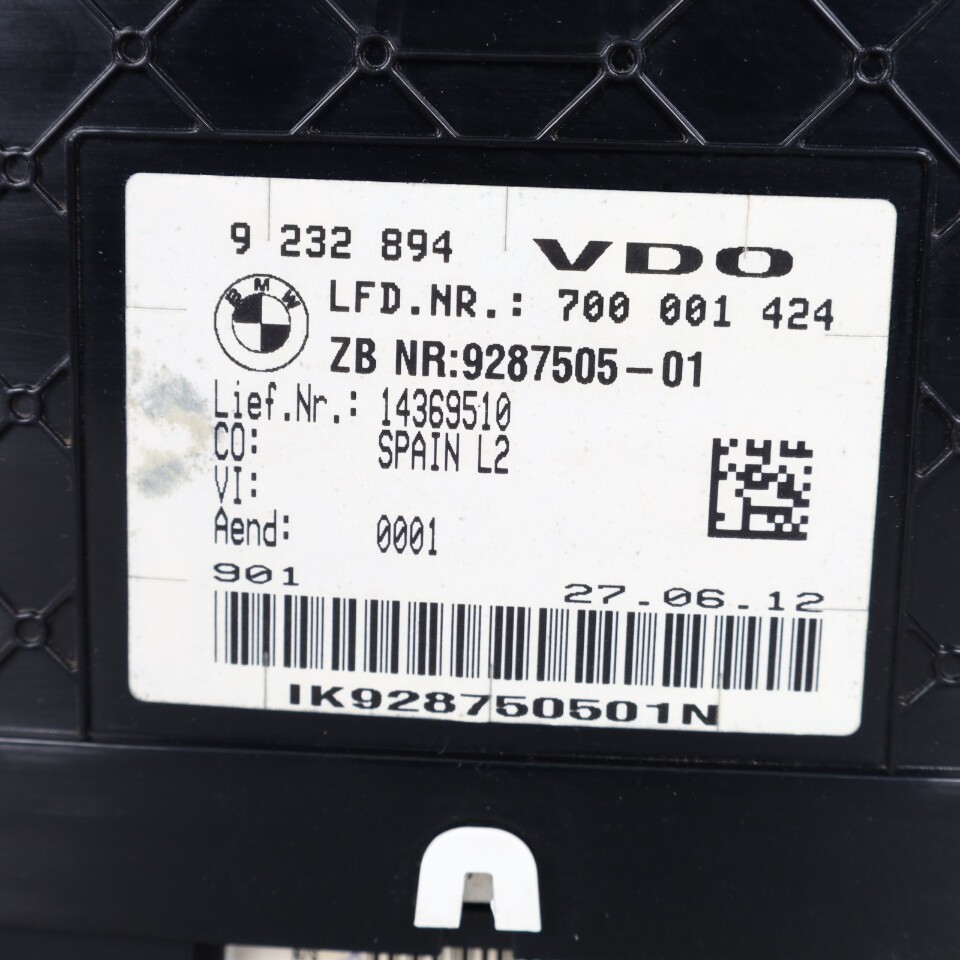 9 232 894 VDO
BMW
LFD.NR.: 700 001 424
ZB NR:9287505-01
Lief.Nr.: 14369510
CO: SPAIN L2
VI:
Aend: 0001
901 27.06.12
IK928750501N